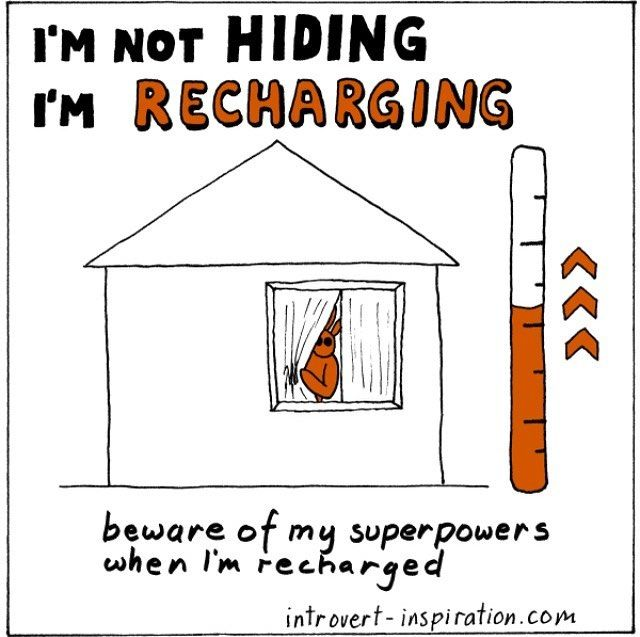 I'M NOT HIDING
I'M RECHARGING
beware of my superpowers
when I'm recharged
introvert-inspiration.com